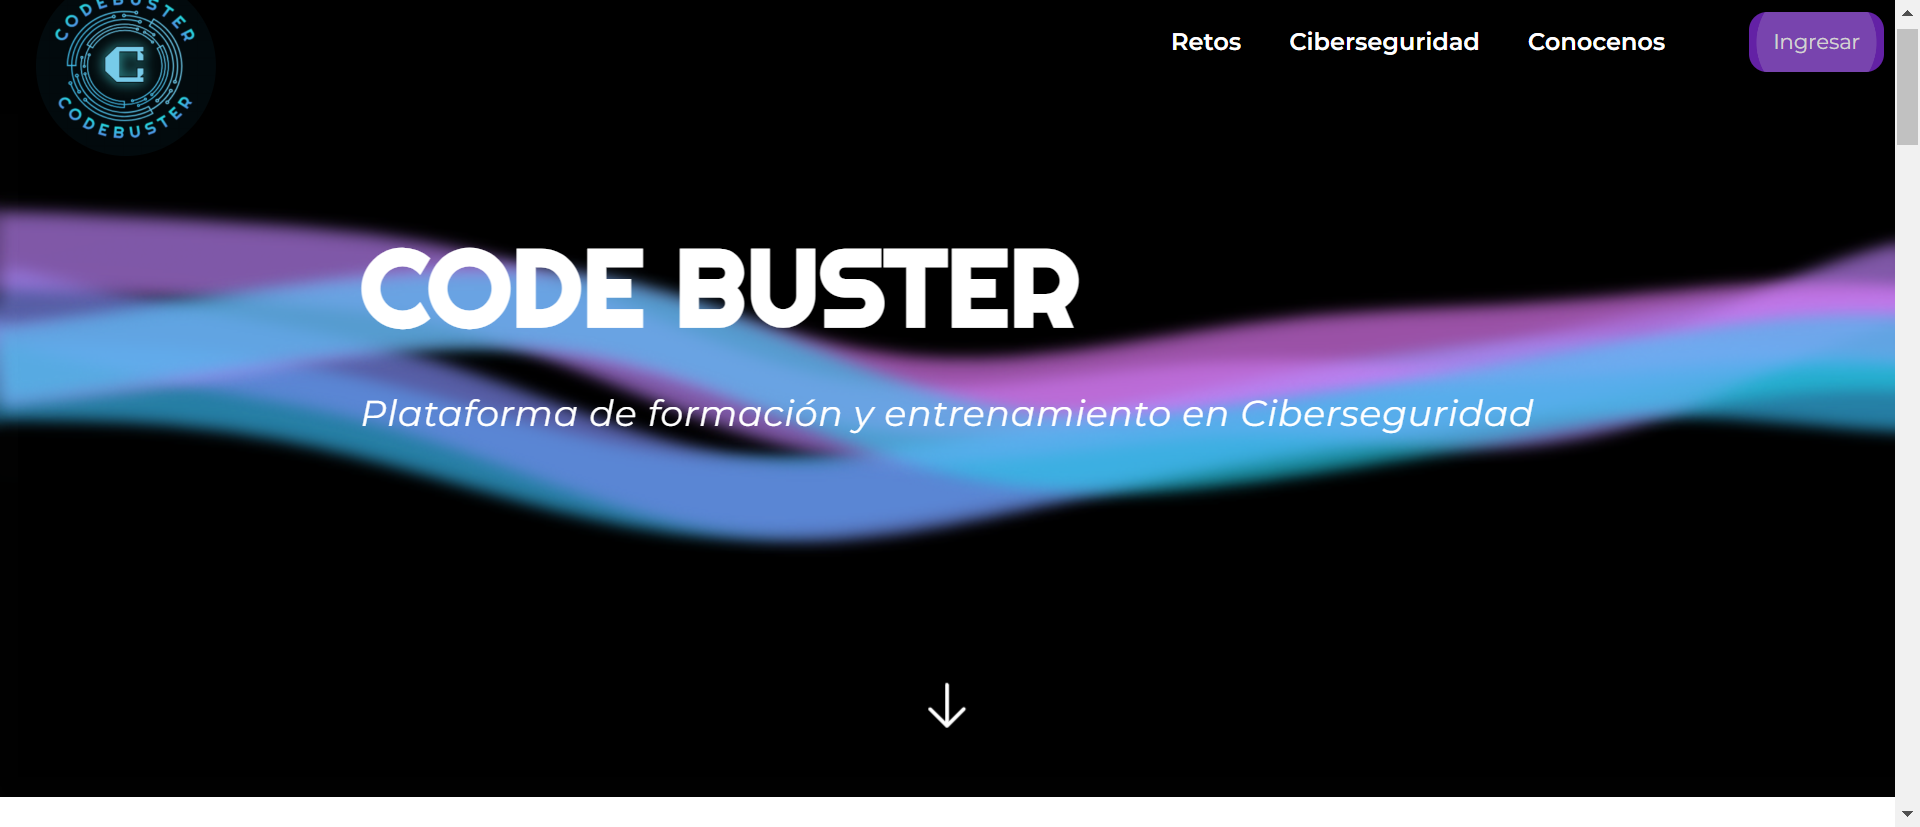 CODEBUSTER
C
CODEBUSTER
Retos Ciberseguridad Conocenos Ingresar
CODE BUSTER
Plataforma de formación y entrenamiento en Ciberseguridad